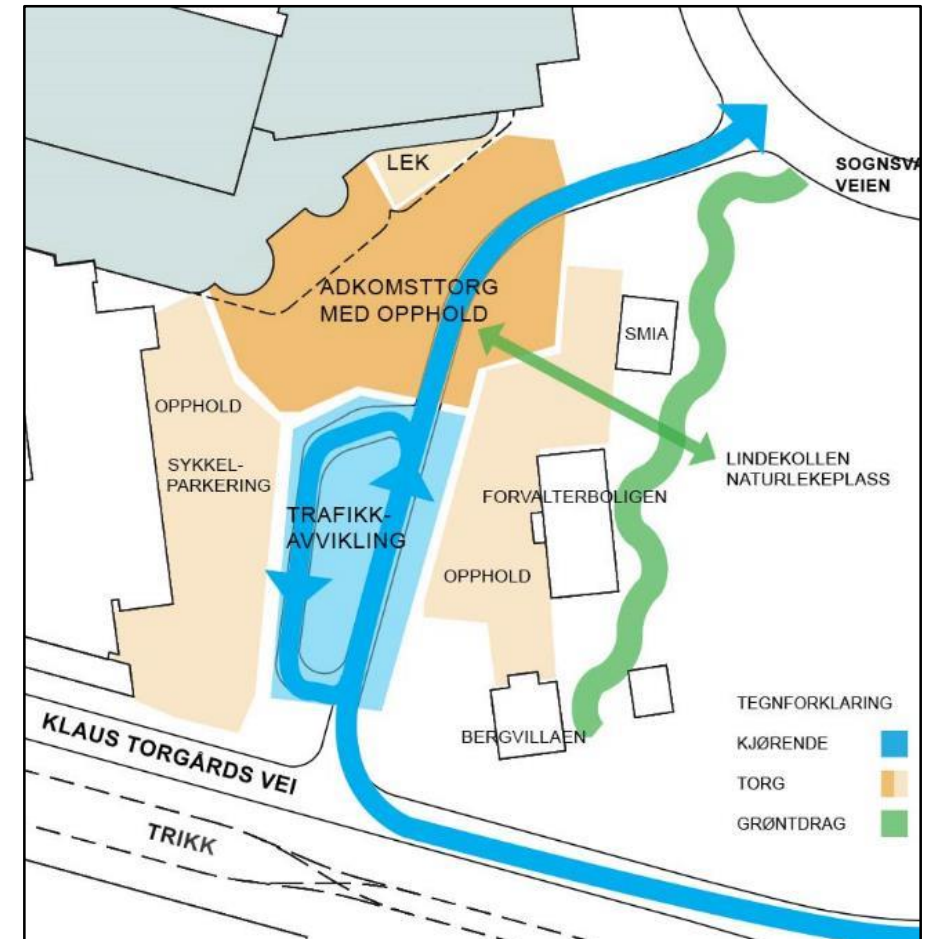 LEK
SOGNSVA
VEIEN
ADKOMSTTORG
MED OPPHOLD
SMIA
OPPHOLD
SYKKEL-
PARKERING
LINDEKOLLEN
NATURLEKEPLASS
FORVALTERBOLIGEN
TRAFIKK-
AVVIKLING
OPPHOLD
BERGVILLAEN
KLAUS TORGÅRDS VEI
TRIKK
TEGNFORKLARING
KJØRENDE
TORG
GRØNTDRAG